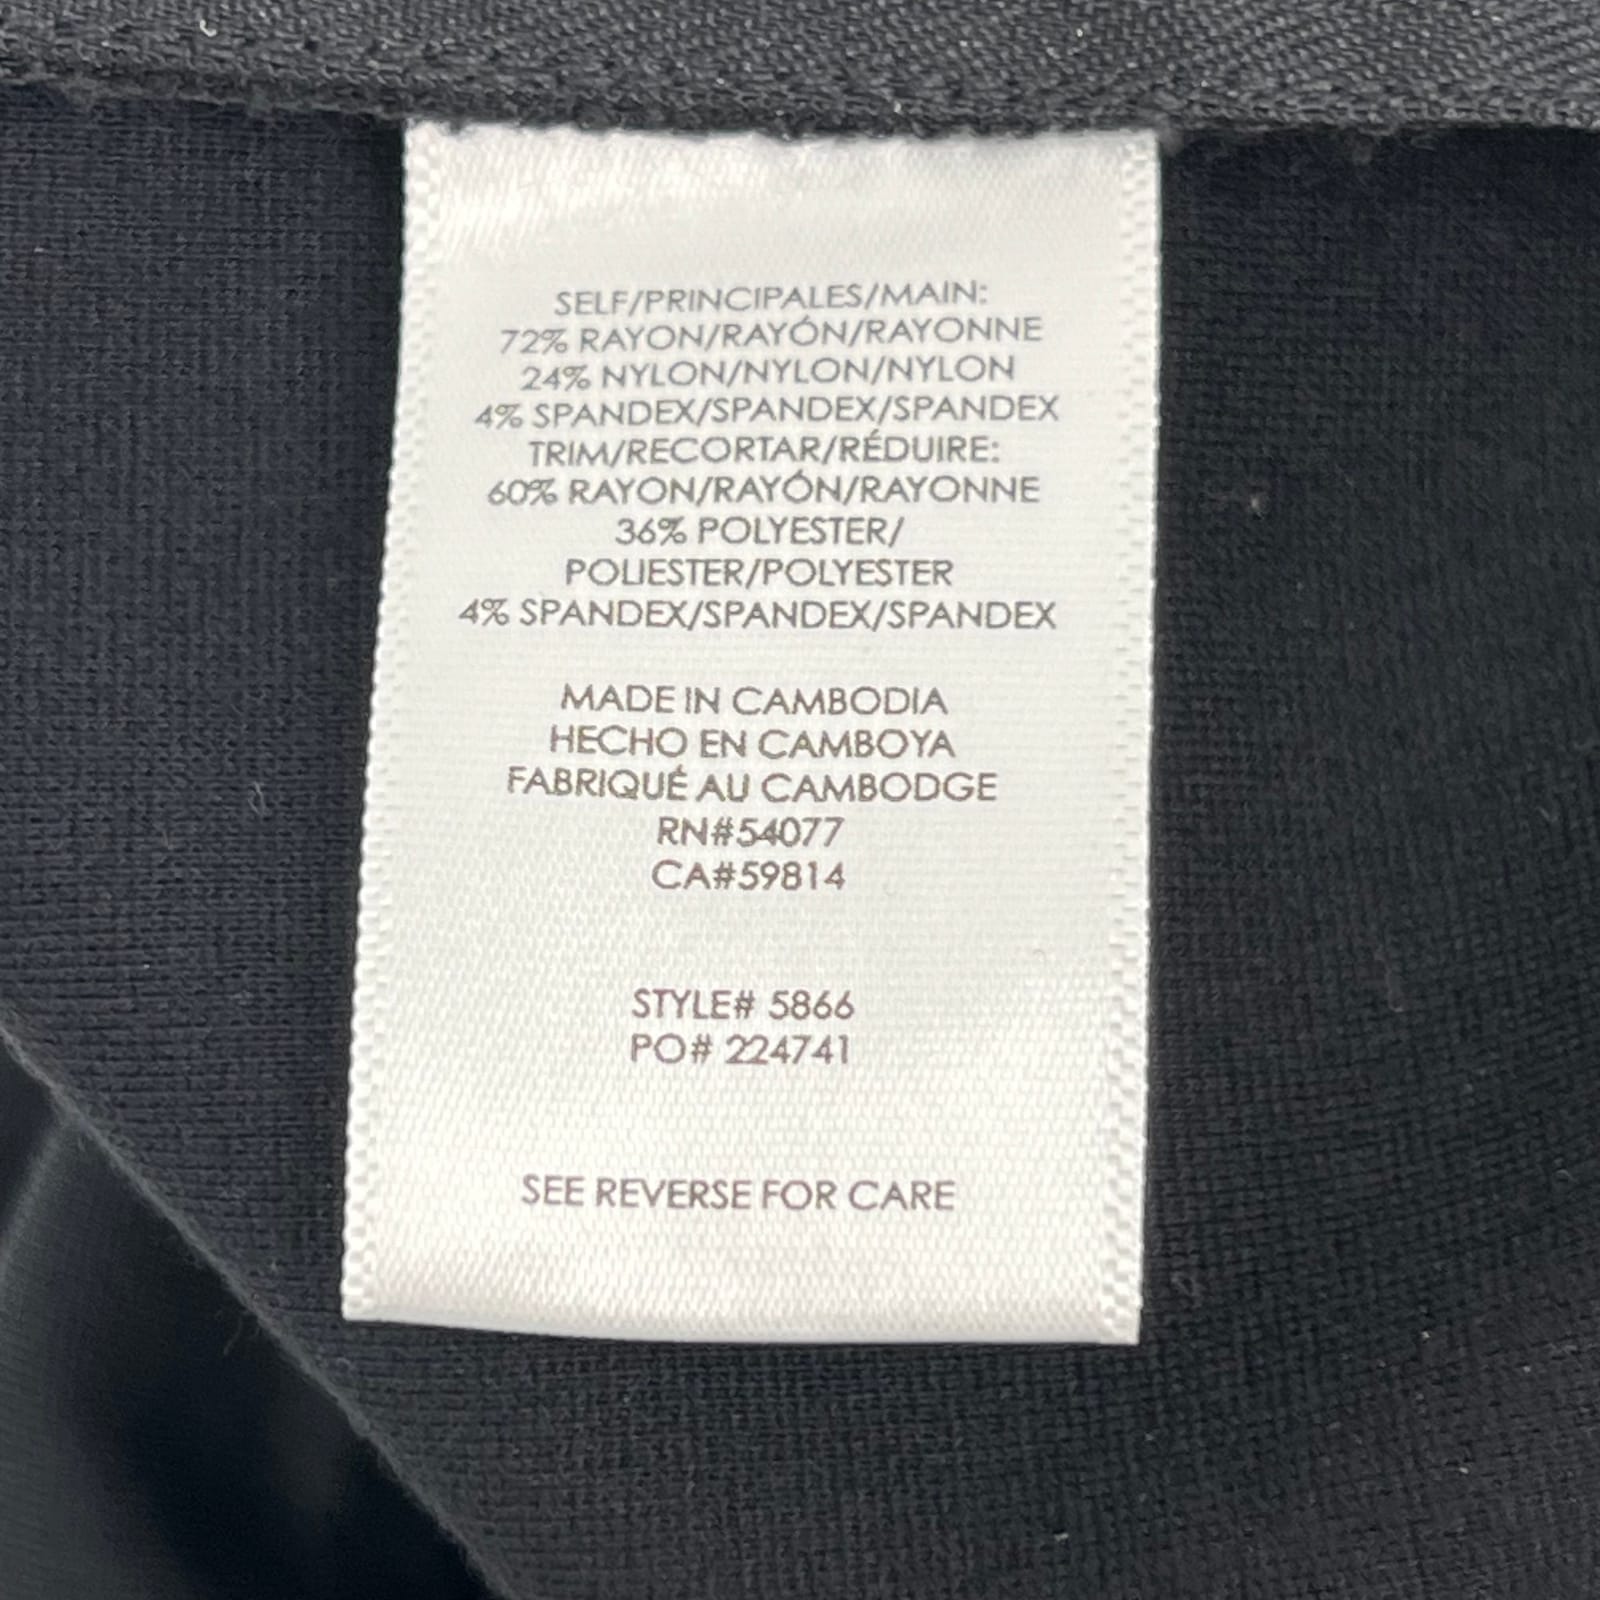 SELF/PRINCIPALES/MAIN:
72% RAYON/RAYÓN/RAYONNE
24% NYLON/NYLON/NYLON
4% SPANDEX/SPANDEX/SPANDEX
TRIM/RECORTAR/RÉDUIRE:
60% RAYON/RAYÓN/RAYONNE
36% POLYESTER/
POLIESTER/POLYESTER
4% SPANDEX/SPANDEX/SPANDEX
MADE IN CAMBODIA
HECHO EN CAMBOYA
FABRIQUÉ AU CAMBODGE
RN#54077
CA#59814
STYLE# 5866
PO# 224741
SEE REVERSE FOR CARE